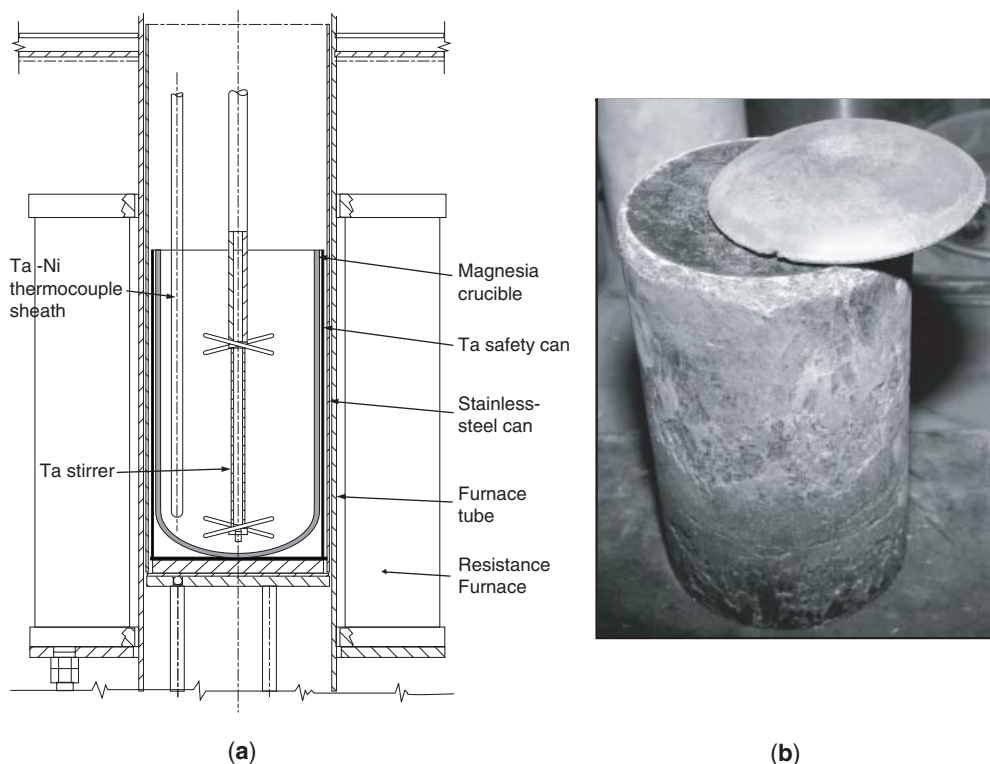 Ta -Ni
thermocouple
sheath
Ta stirrer
Magnesia
crucible
Ta safety can
Stainless-
steel can
Furnace
tube
Resistance
Furnace
(a)
(b)